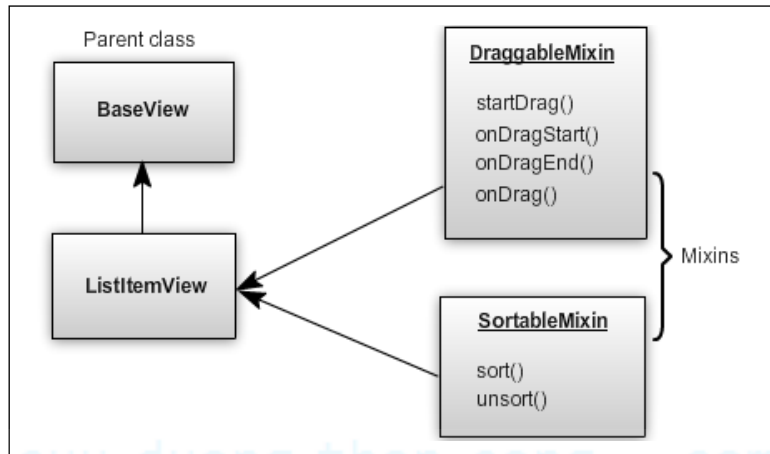 Parent class
BaseView
ListItemView
DraggableMixin
startDrag()
onDragStart()
onDragEnd()
onDrag()
Mixins
SortableMixin
sort()
unsort()